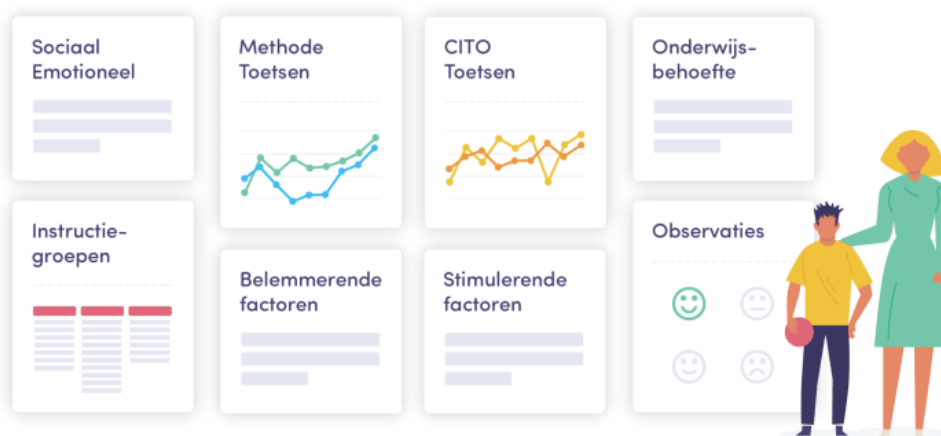 Sociaal
Emotioneel
Methode
Toetsen
CITO
Toetsen
Onderwijs-
behoefte
Instructie-
groepen
Belemmerende
factoren
Stimulerende
factoren
Observaties